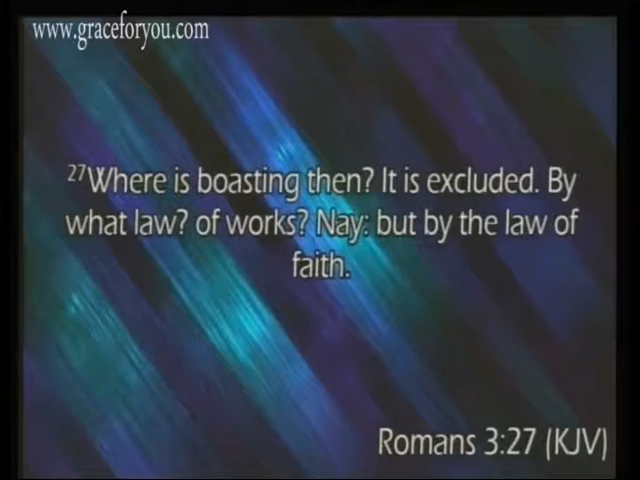 www.graceforyou.com
27Where is boasting then? It is excluded. By
what law? of works? Nay: but by the law of
faith.
Romans 3:27 (KJV)